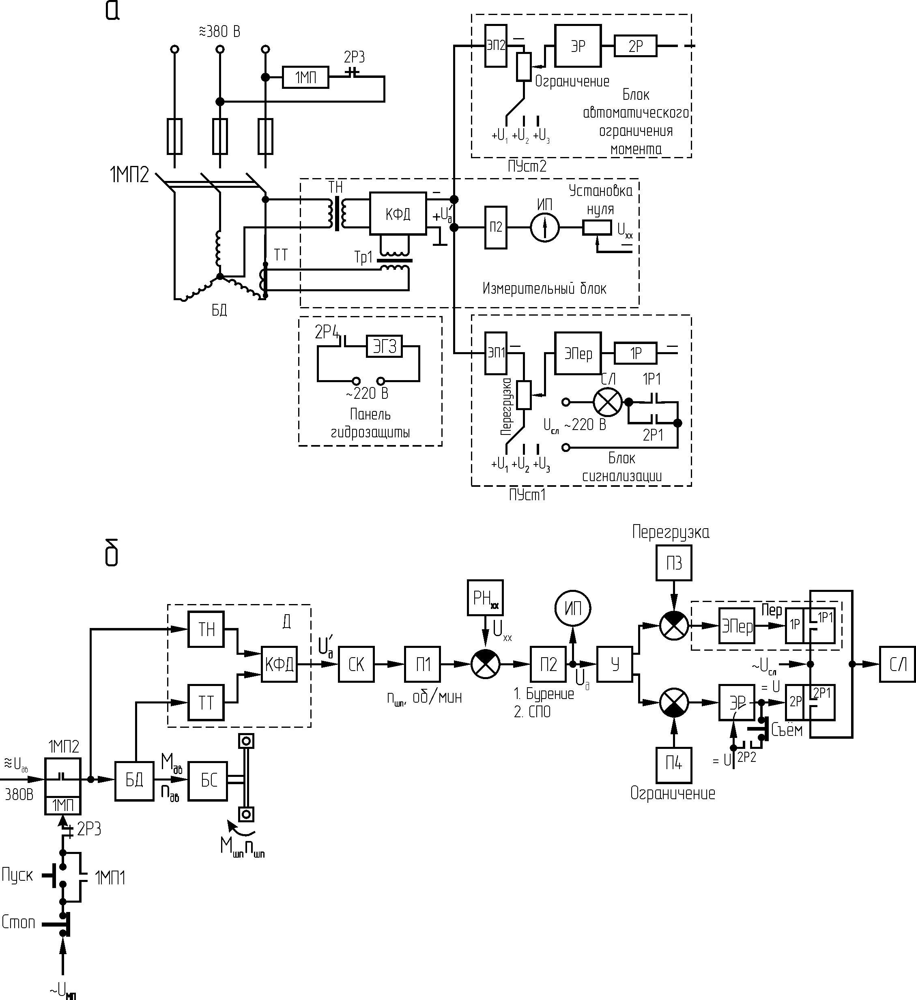 а
≈380 В
2Р3
1МП
ЭП2
ЭР
2Р
Ограничение
Блок
автоматического
ограничения
момента
+U₁ +U₂ +U₃
ПУст2
1МП2
ТН
КФД
+U′д
ИП
Установка
нуля
П2
Uхх
ТТ
Тр1
Измерительный блок
БД
2Р4
ЭГЗ
~220 В
Панель
гидрозащиты
ЭП1
ЭПер
1Р
Перегрузка
СЛ
1Р1
Uсл ~220 В
2Р1
+U₁ +U₂ +U₃
Блок
сигнализации
ПУст1
б
Перегрузка
П3
РНхх
Uхх
ИП
ТН
Д
КФД
U′д
СК
П1
П2
Uд
У
ЭПер
Пер
1Р
1Р1
~Uсл
СЛ
nшп, об/мин
1. Бурение
2. СПО
ТТ
= U
ЭР
2Р
2Р1
Съём
2Р2
= U
П4
Ограничение
1МП2
≈Uдв
380В
1МП
БД
Мдв
nдв
БС
2Р3
Мшп nшп
Пуск
1МП1
Стоп
~Uмп